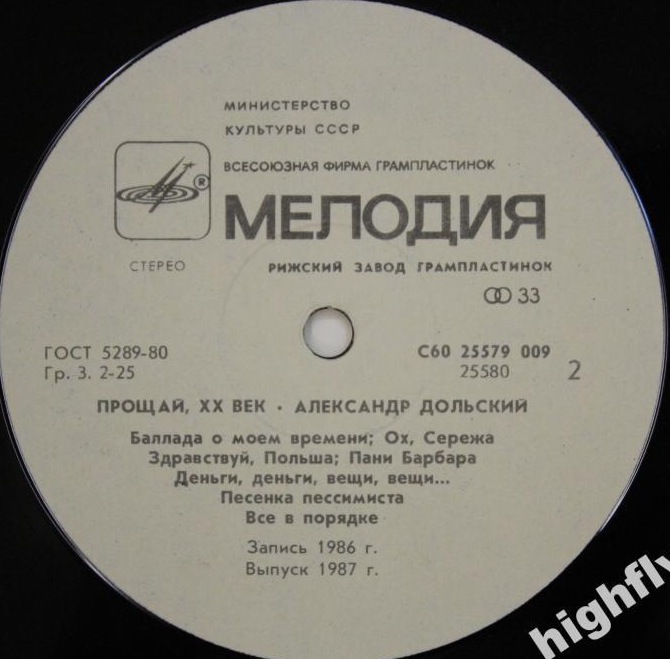 МИНИСТЕРСТВО
КУЛЬТУРЫ СССР
ВСЕСОЮЗНАЯ ФИРМА ГРАМПЛАСТИНОК
®
МЕЛОДИЯ
СТЕРЕО
РИЖСКИЙ ЗАВОД ГРАМПЛАСТИНОК
33
ГОСТ 5289-80
С60 25579 009
Гр. 3. 2-25
25580
2
ПРОЩАЙ, XX ВЕК · АЛЕКСАНДР ДОЛЬСКИЙ
Баллада о моем времени; Ох, Сережа
Здравствуй, Польша; Пани Барбара
Деньги, деньги, вещи, вещи...
Песенка пессимиста
Все в порядке
Запись 1986 г.
Выпуск 1987 г.
highfly